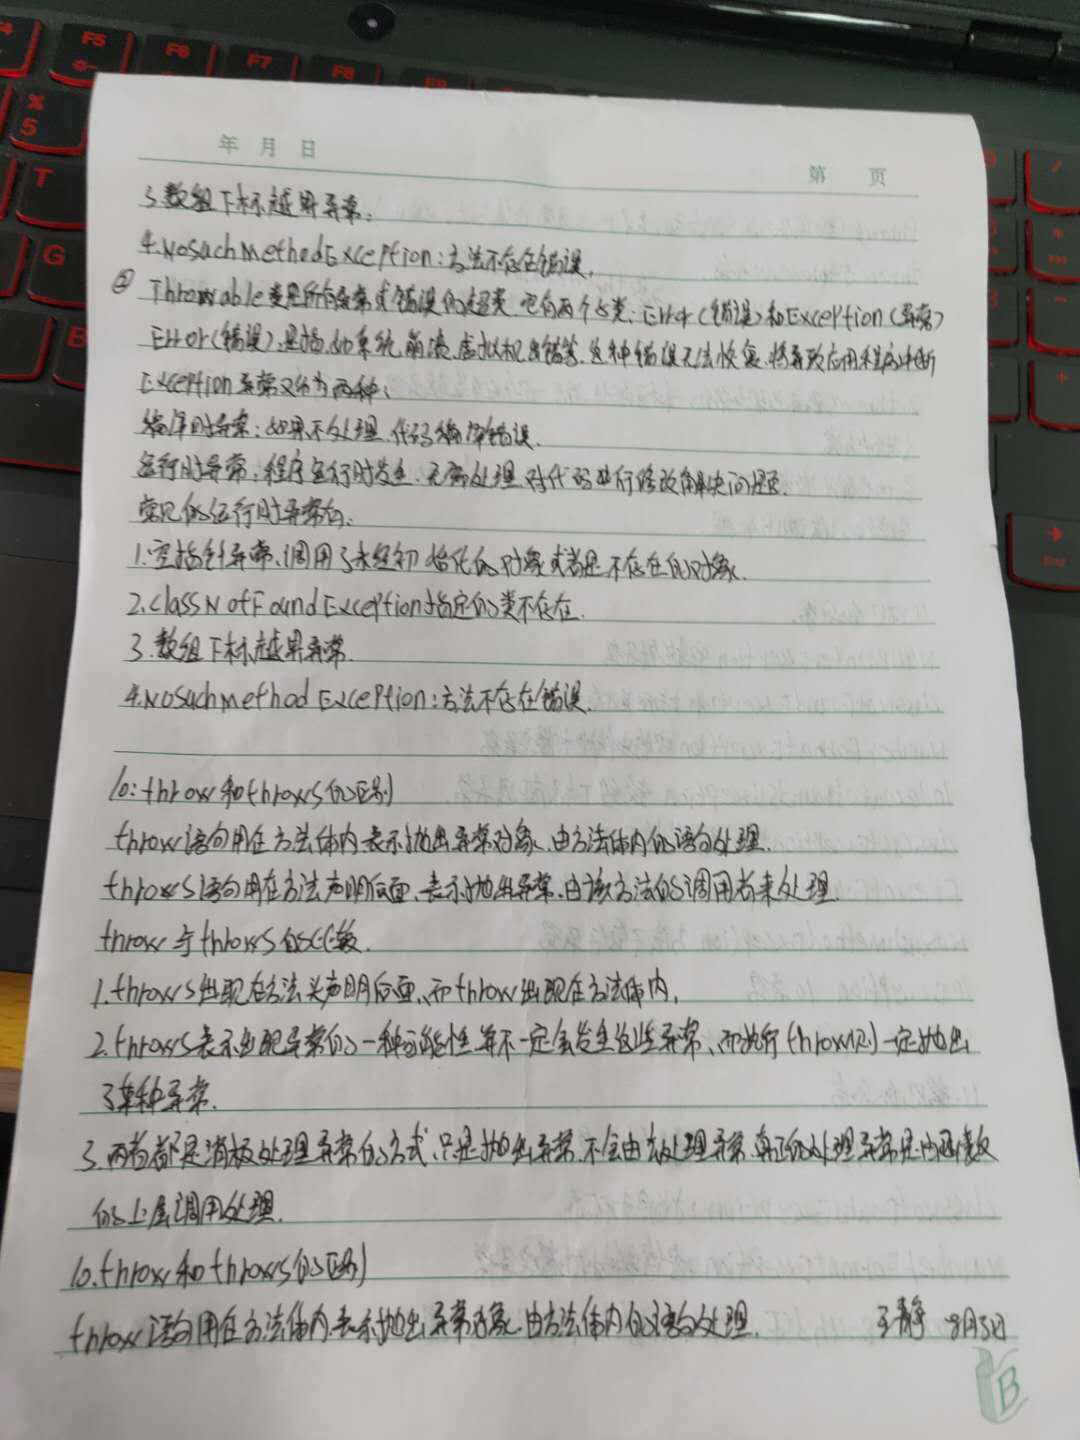 年 月 日
第 页
3.数组下标越界异常.
4.NosuchmethodException:方法不存在错误.
② Throwable类是所有异常或错误的超类,它有两个子类:Error(错误)和Exception(异常)
Error(错误):是指如系统崩溃,虚拟机出错等.这种错误无法恢复.将导致应用程序中断
Exception异常又分为两种:
编译时异常:如果不处理,代码编译错误.
运行时异常:程序运行时发生.无需处理,对代码进行修改解决问题.
常见的运行时异常有:
1.空指针异常,调用了未经初始化的对象或者是不存在的对象.
2.classNotFoundException指定的类不存在.
3.数组下标越界异常.
4.NosuchmethodException:方法不存在错误.
10:throw和throws的区别
throw语句用在方法体内,表示抛出异常对象.由方法体内的语句处理.
throws语句用在方法声明后面,表示抛出异常,由该方法的调用者来处理.
throw与throws的比较.
1.throws出现在方法头声明后面,而throw出现在方法体内.
2.throws表示出现异常的一种可能性,并不一定会发生这些异常,而执行throw则一定抛出
了某种异常.
3.两者都是消极处理异常的方式,只是抛出异常,不会由去处理异常,真正的处理异常是由函数
的上层调用处理.
10.throw和throws的区别
throw语句用在方法体内,表示抛出异常对象.由方法体内的语句处理. 王静 8月3日
B
F5
F6
F7
F8
%
5
T
G
B
End